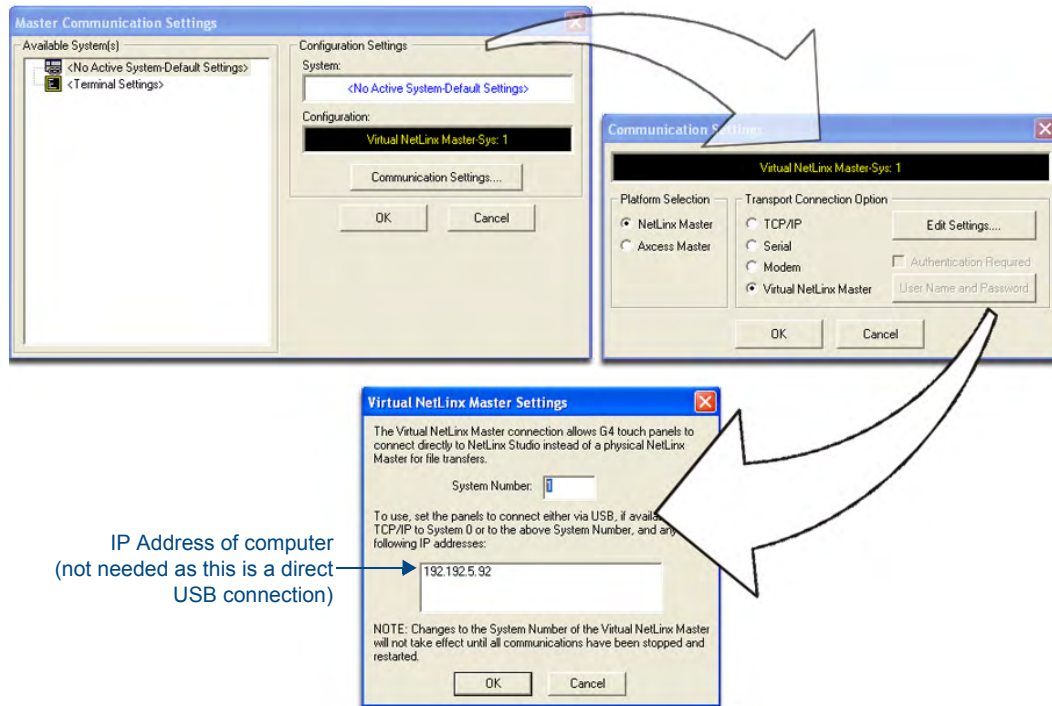 Master Communication Settings
Available System(s)
<No Active System-Default Settings>
<Terminal Settings>
Configuration Settings
System:
<No Active System-Default Settings>
Configuration:
Virtual NetLinx Master-Sys: 1
Communication Settings....
OK Cancel
Communication
Virtual NetLinx Master-Sys: 1
Platform Selection
NetLinx Master
Axcess Master
Transport Connection Option
TCP/IP
Serial
Modem
Virtual NetLinx Master
Edit Settings....
Authentication Required
User Name and Password
OK Cancel
Virtual NetLinx Master Settings
The Virtual NetLinx Master connection allows G4 touch panels to
connect directly to NetLinx Studio instead of a physical NetLinx
Master for file transfers.
System Number: 1
To use, set the panels to connect either via USB, if
TCP/IP to System 0 or to the above System Number, and
following IP addresses:
192.192.5.92
NOTE: Changes to the System Number of the Virtual NetLinx Master
will not take effect until all communications have been stopped and
restarted.
OK Cancel
IP Address of computer
(not needed as this is a direct
USB connection)